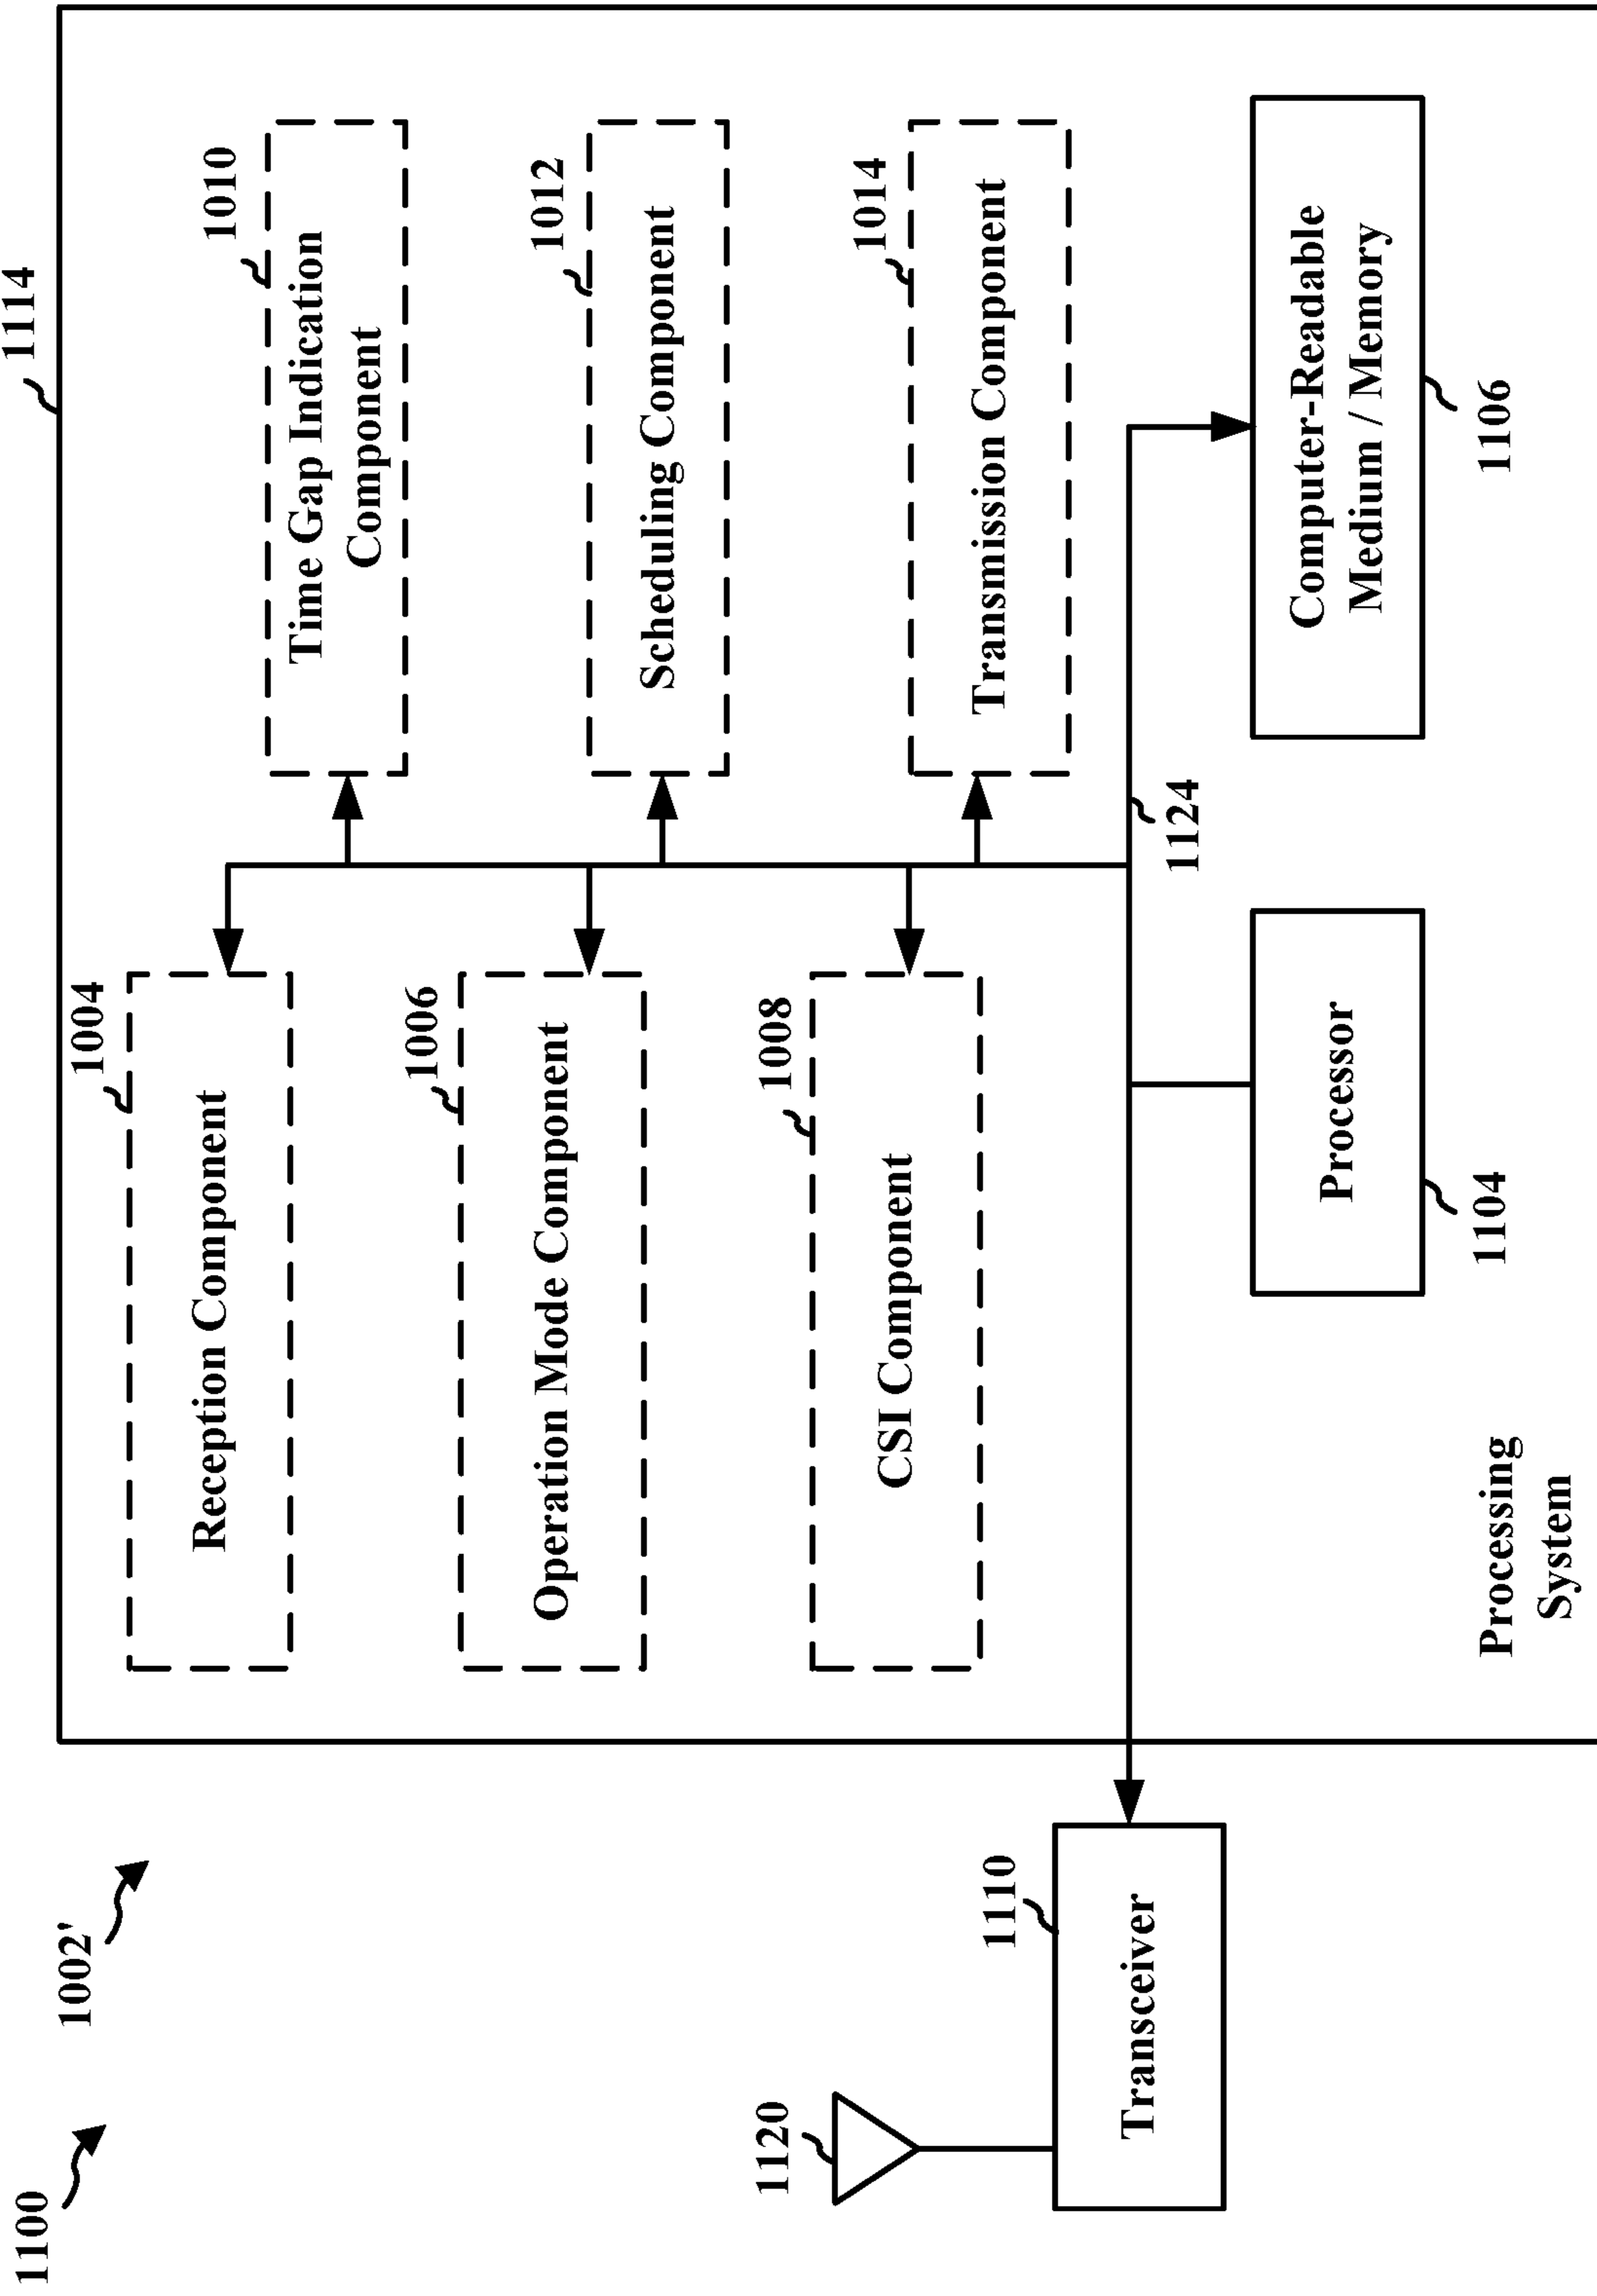 1100
1002'
1114
1004
Reception Component
1010
Time Gap Indication
Component
1006
Operation Mode Component
1012
Scheduling Component
1008
CSI Component
1014
Transmission Component
1120
1110
Transceiver
1124
Processor
1104
Computer-Readable
Medium / Memory
1106
Processing
System